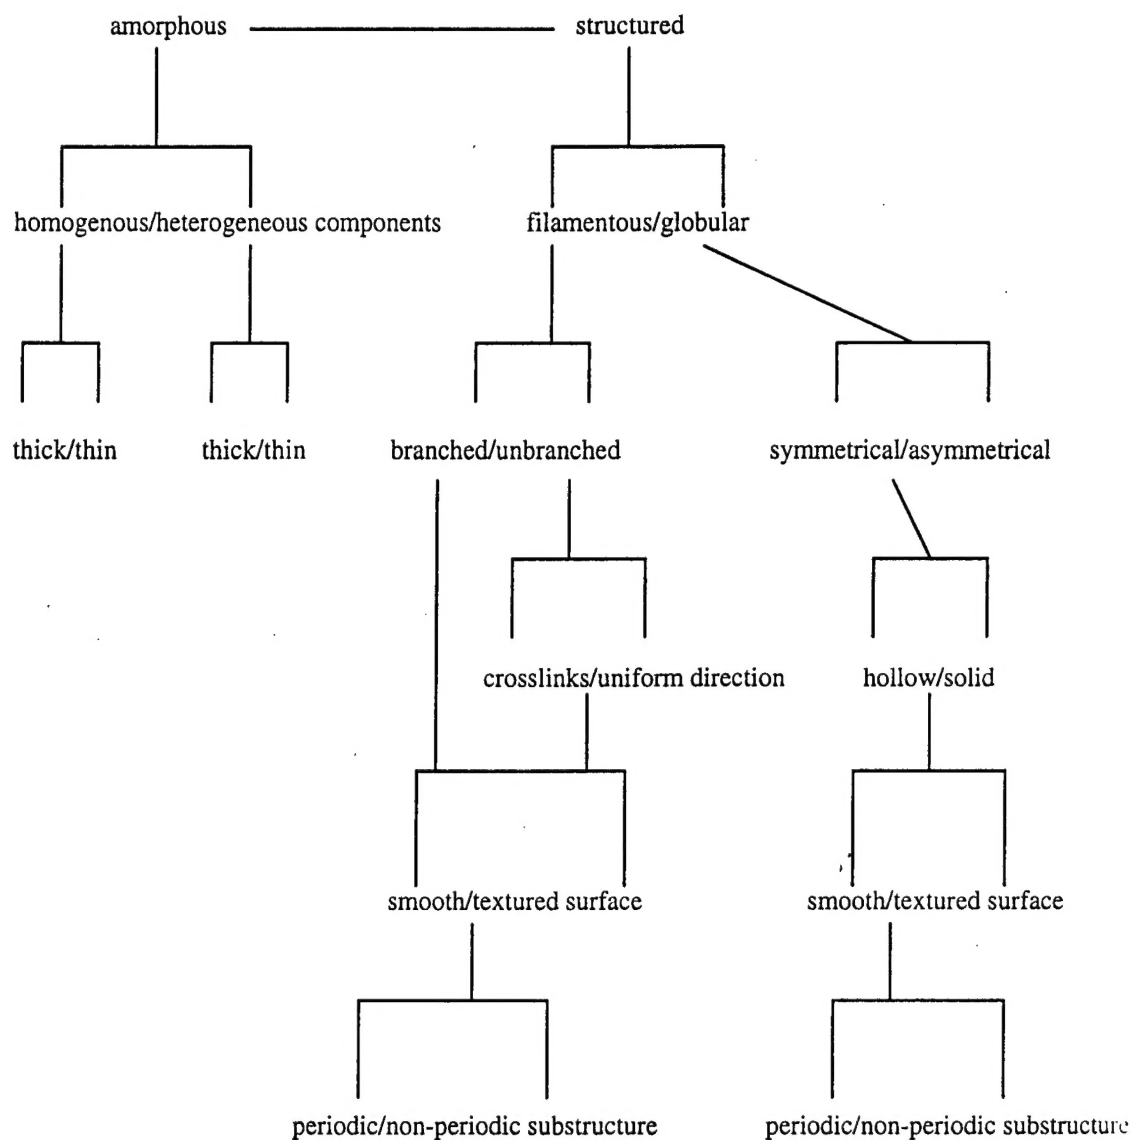 amorphous structured
homogenous/heterogeneous components filamentous/globular
thick/thin thick/thin branched/unbranched symmetrical/asymmetrical
crosslinks/uniform direction hollow/solid
smooth/textured surface smooth/textured surface
periodic/non-periodic substructure periodic/non-periodic substructure